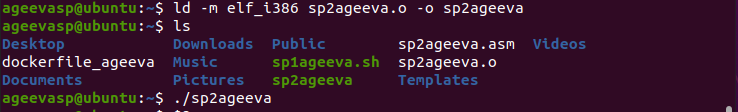 ageevasp@ubuntu:~$ ld -m elf_i386 sp2ageeva.o -o sp2ageeva
ageevasp@ubuntu:~$ ls
Desktop Downloads Public sp2ageeva.asm Videos
dockerfile_ageeva Music sp1ageeva.sh sp2ageeva.o
Documents Pictures sp2ageeva Templates
ageevasp@ubuntu:~$ ./sp2ageeva